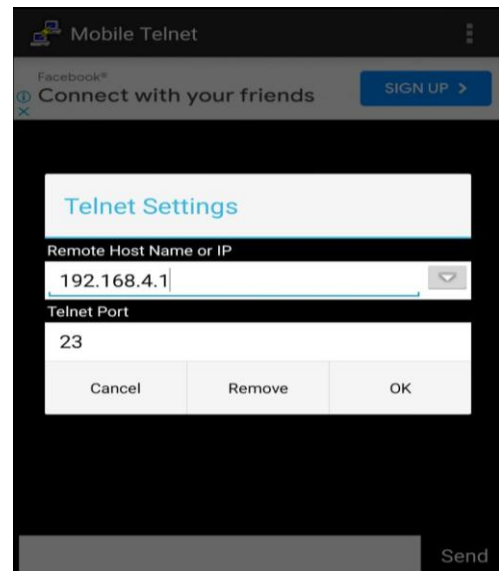 Mobile Telnet
Facebook®
Connect with your friends
SIGN UP >
Telnet Settings
Remote Host Name or IP
192.168.4.1
Telnet Port
23
Cancel Remove OK
Send